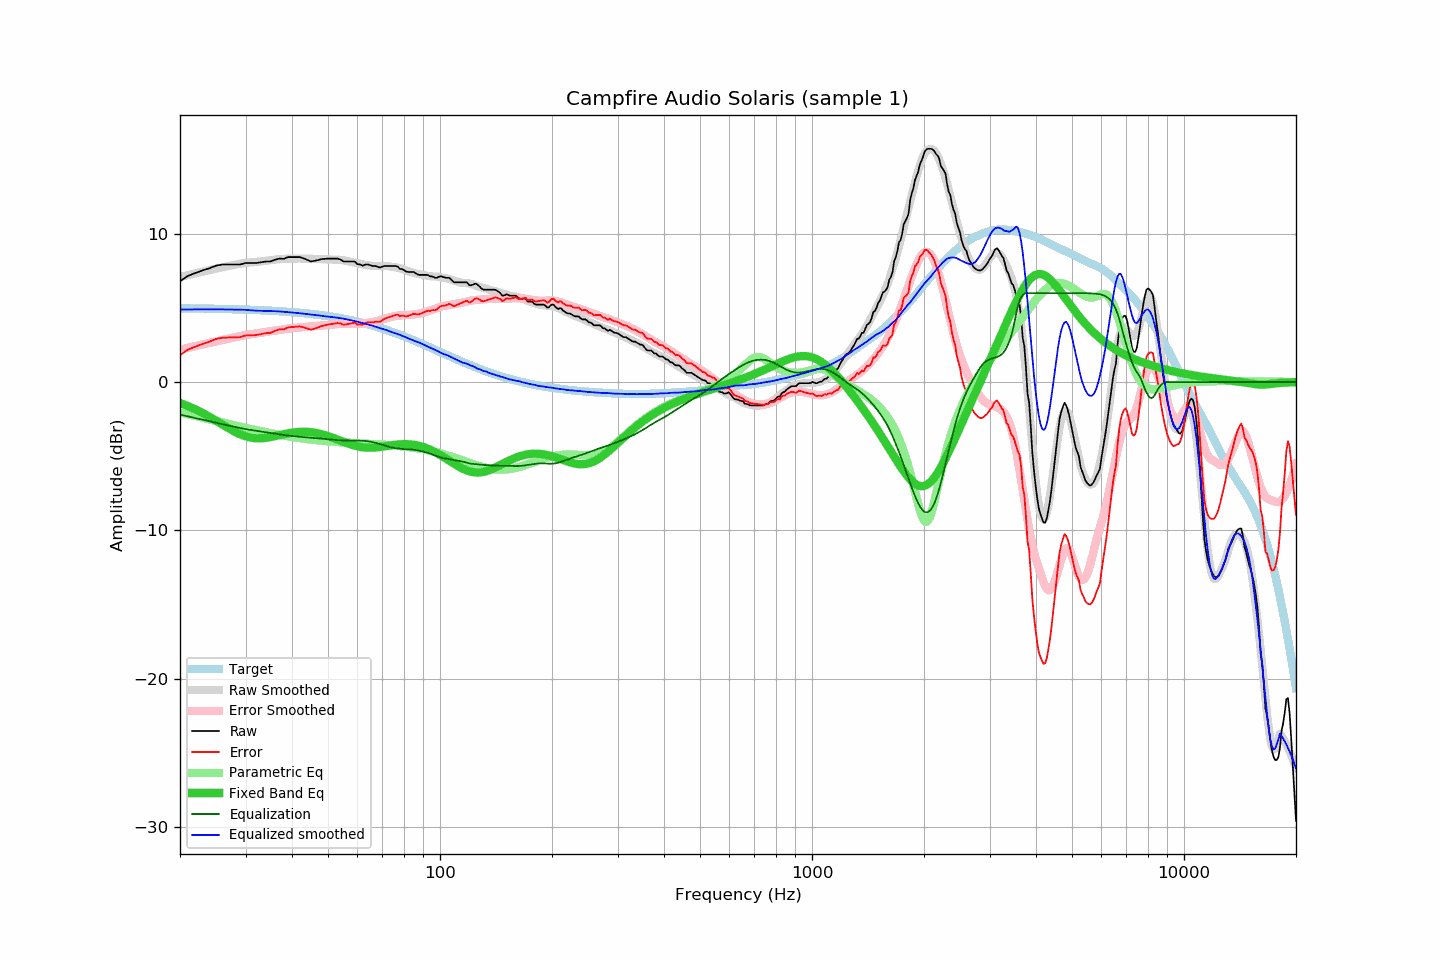 Campfire Audio Solaris (sample 1)
10
0
−10
−20
−30
Amplitude (dBr)
Target
Raw Smoothed
Error Smoothed
Raw
Error
Parametric Eq
Fixed Band Eq
Equalization
Equalized smoothed
100
1000
10000
Frequency (Hz)